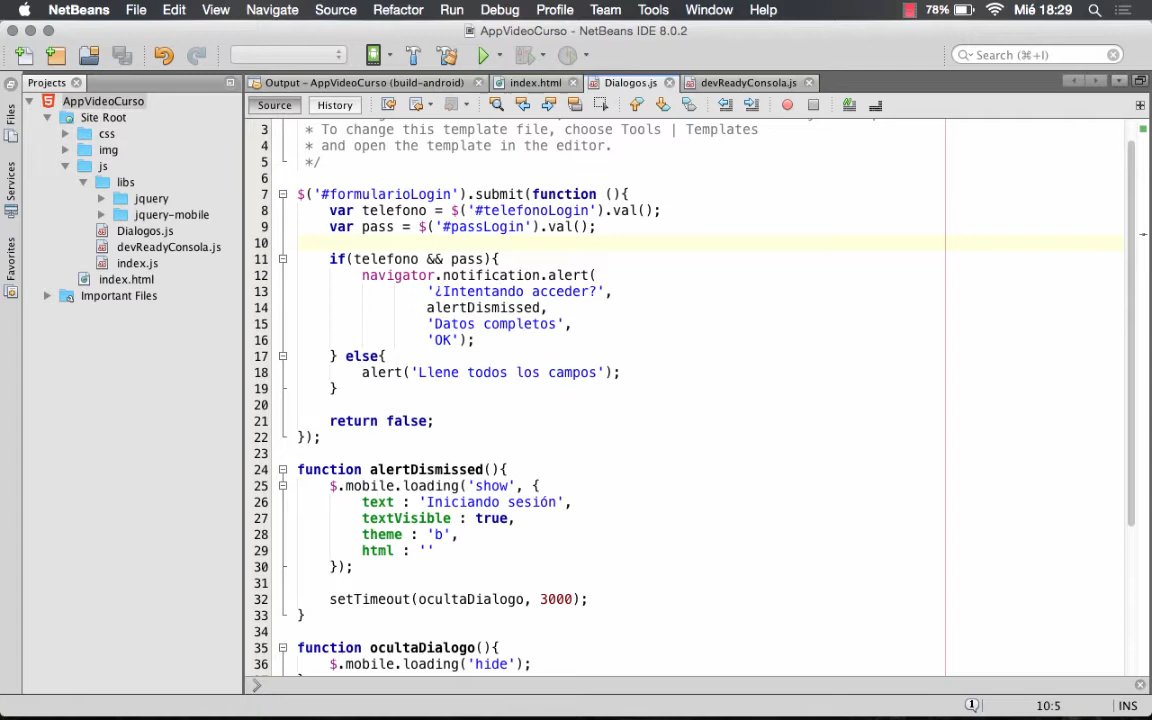 NetBeans File Edit View Navigate Source Refactor Run Debug Profile Team Tools Window Help 78% Mié 18:29
AppVideoCurso - NetBeans IDE 8.0.2
Search (⌘+I)
Projects
Output - AppVideoCurso (build-android) index.html Dialogos.js devReadyConsola.js
Source History
Files
Services
Favorites
AppVideoCurso
Site Root
css
img
js
libs
jquery
jquery-mobile
Dialogos.js
devReadyConsola.js
index.js
index.html
Important Files
3 * To change this template file, choose Tools | Templates
4 * and open the template in the editor.
5 */
6
7 $('#formularioLogin').submit(function (){
8 var telefono = $('#telefonoLogin').val();
9 var pass = $('#passLogin').val();
10
11 if(telefono && pass){
12 navigator.notification.alert(
13 '¿Intentando acceder?',
14 alertDismissed,
15 'Datos completos',
16 'OK');
17 } else{
18 alert('Llene todos los campos');
19 }
20
21 return false;
22 });
23
24 function alertDismissed(){
25 $.mobile.loading('show', {
26 text : 'Iniciando sesión',
27 textVisible : true,
28 theme : 'b',
29 html : ''
30 });
31
32 setTimeout(ocultaDialogo, 3000);
33 }
34
35 function ocultaDialogo(){
36 $.mobile.loading('hide');
1 10:5 INS